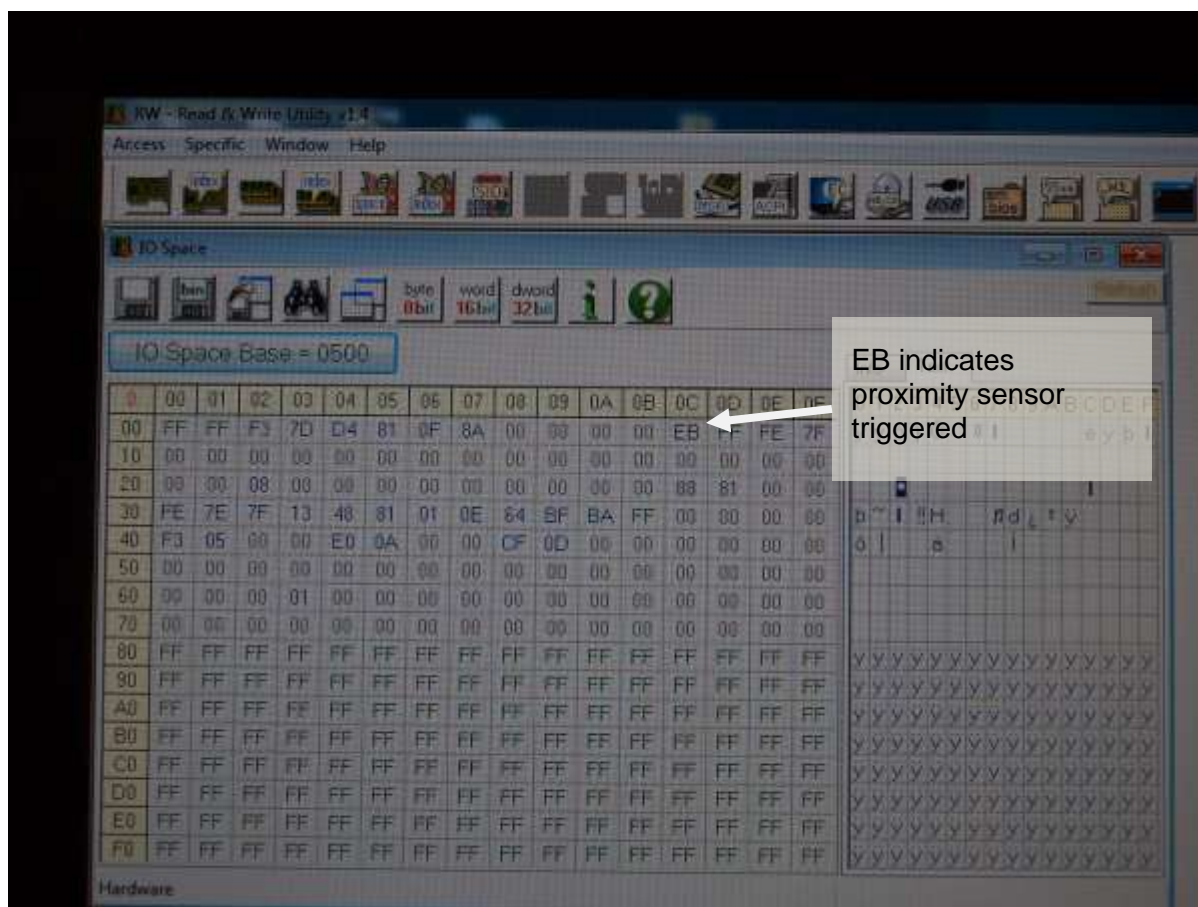 RW - Read & Write Utility v1.4
Access Specific Window Help
USB
IO Space
byte 8bit word 16bit dword 32bit
Refresh
IO Space Base = 0500
EB indicates
proximity sensor
triggered
00 01 02 03 04 05 06 07 08 09 0A 0B 0C 0D 0E 0F
00 FF FF F3 7D D4 81 0F 8A 00 00 00 00 EB FF FE 7F
10 00 00 00 00 00 00 00 00 00 00 00 00 00 00 00 00
20 00 00 08 00 00 00 00 00 00 00 00 00 88 81 00 00
30 FE 7E 7F 13 48 81 01 0E 64 BF BA FF 00 00 00 00
40 F3 05 00 00 E0 0A 00 00 CF 0D 00 00 00 00 00 00
50 00 00 00 00 00 00 00 00 00 00 00 00 00 00 00 00
60 00 00 00 01 00 00 00 00 00 00 00 00 00 00 00 00
70 00 00 00 00 00 00 00 00 00 00 00 00 00 00 00 00
80 FF FF FF FF FF FF FF FF FF FF FF FF FF FF FF FF
90 FF FF FF FF FF FF FF FF FF FF FF FF FF FF FF FF
A0 FF FF FF FF FF FF FF FF FF FF FF FF FF FF FF FF
B0 FF FF FF FF FF FF FF FF FF FF FF FF FF FF FF FF
C0 FF FF FF FF FF FF FF FF FF FF FF FF FF FF FF FF
D0 FF FF FF FF FF FF FF FF FF FF FF FF FF FF FF FF
E0 FF FF FF FF FF FF FF FF FF FF FF FF FF FF FF FF
F0 FF FF FF FF FF FF FF FF FF FF FF FF FF FF FF FF
Hardware